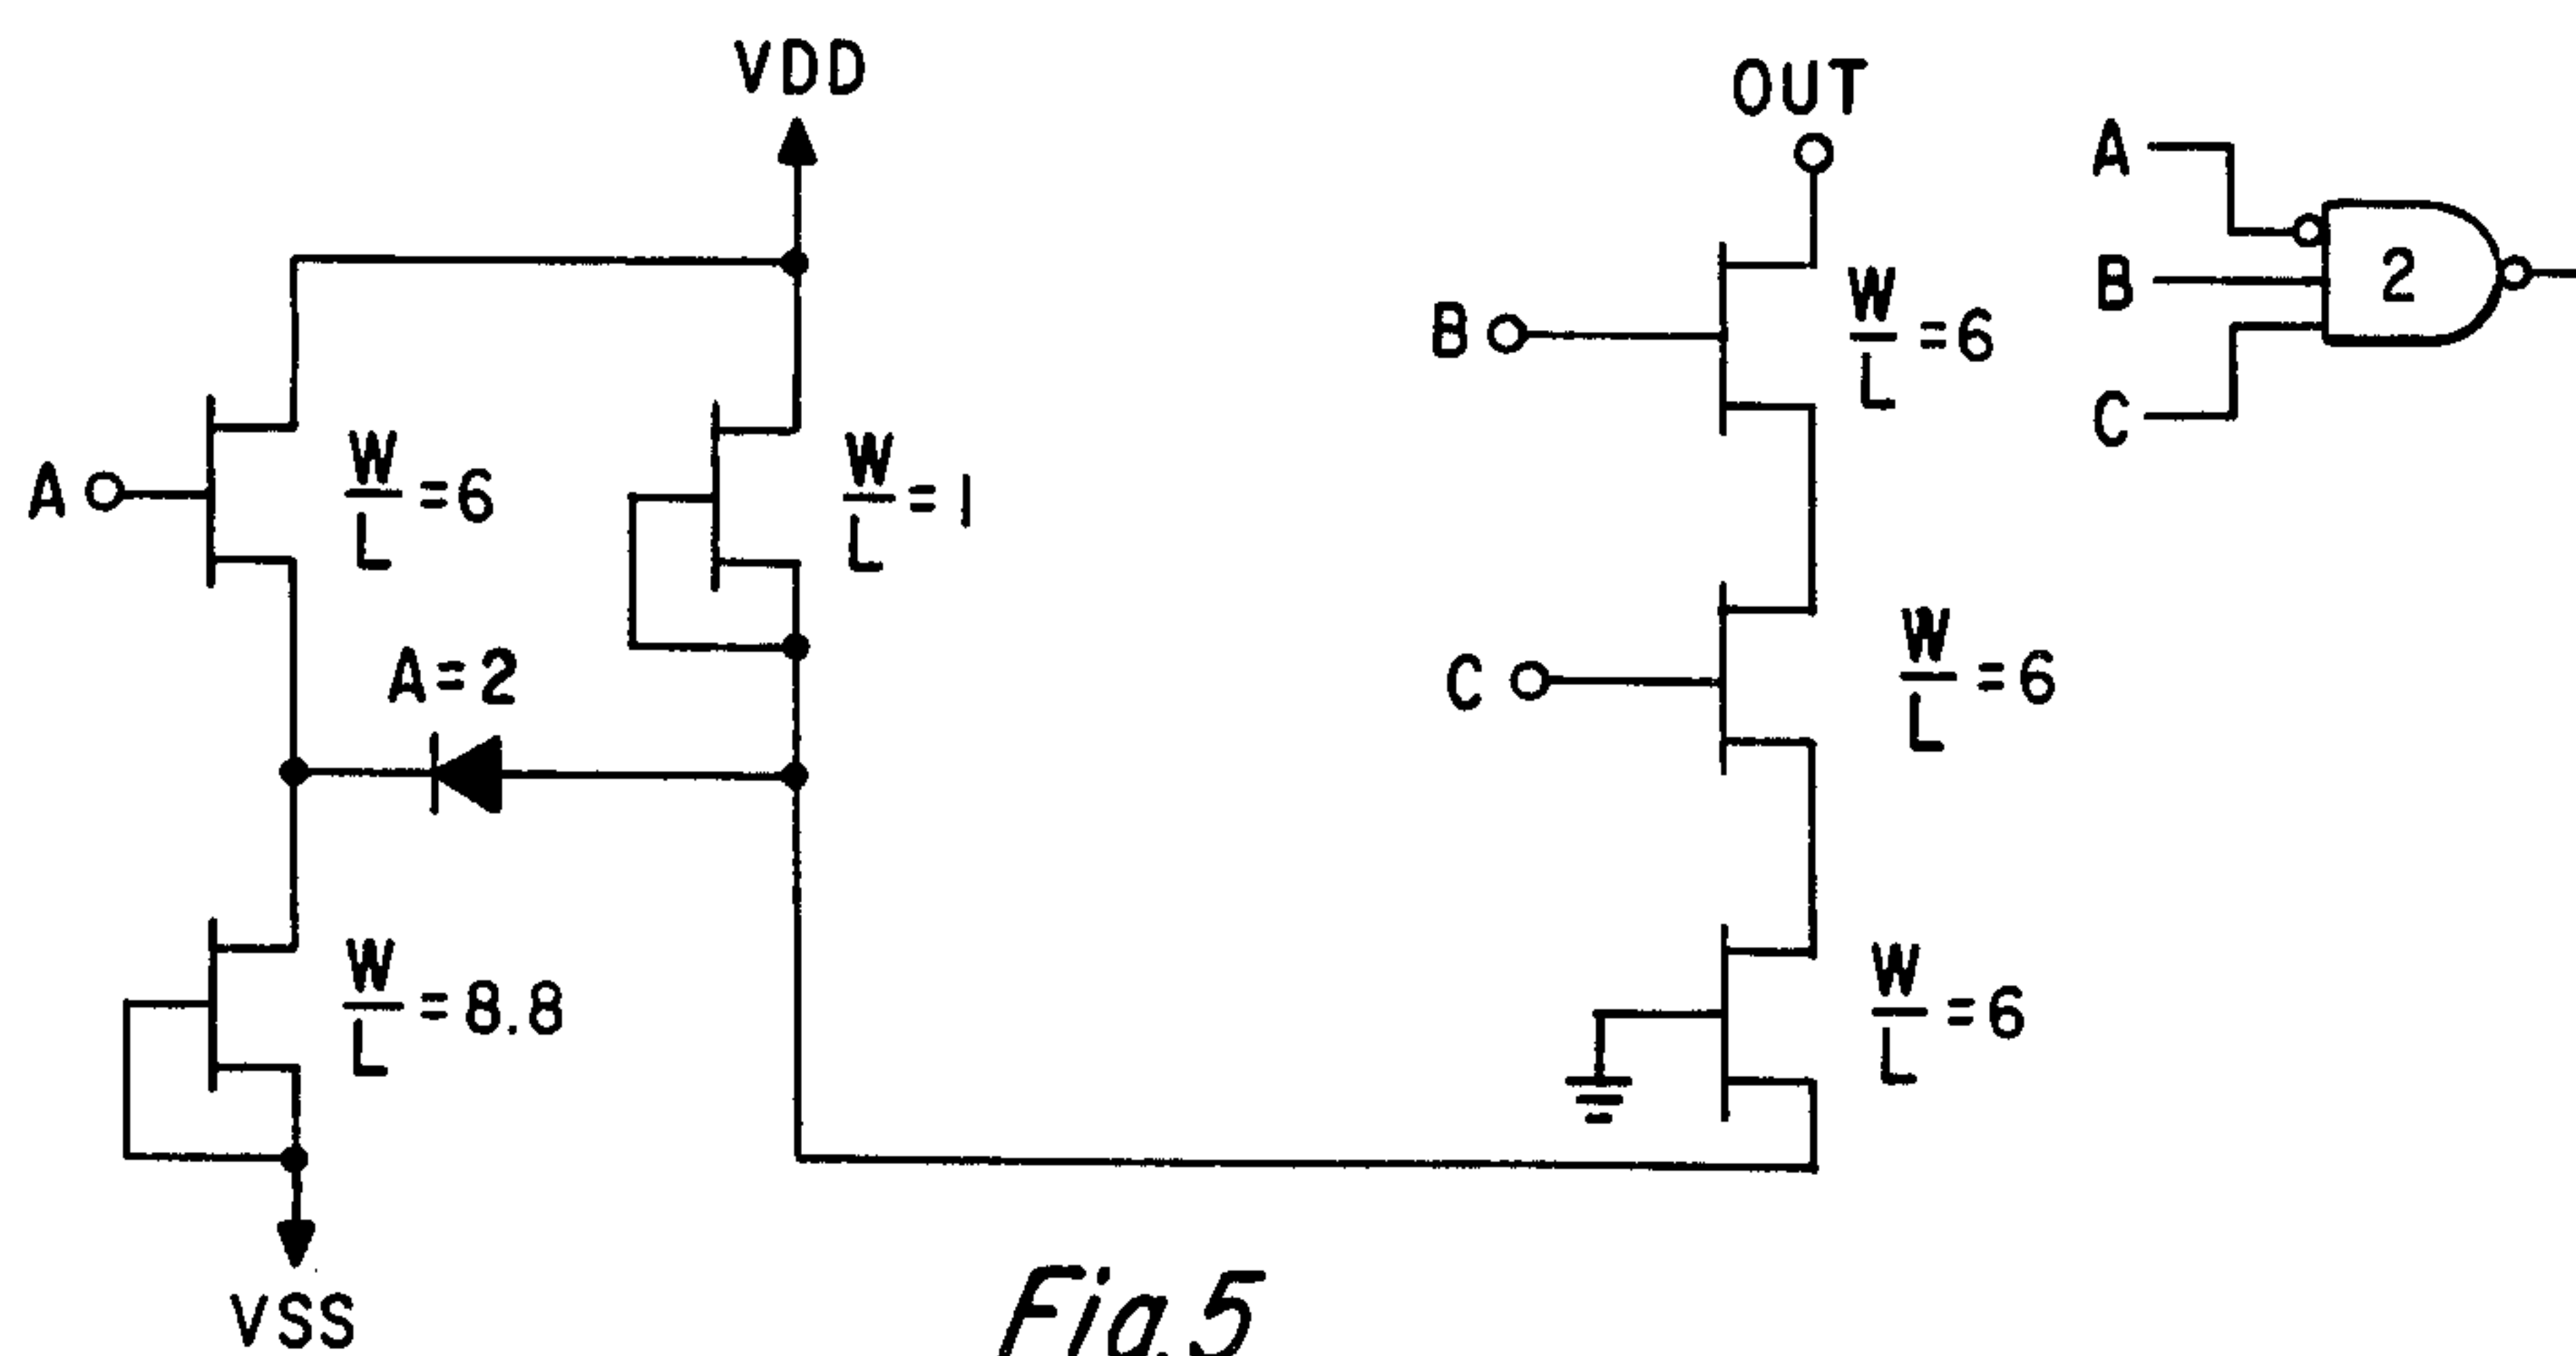 VDD
OUT
A
B
2
C
B
W/L =6
A
W/L =6
W/L =1
A=2
C
W/L =6
W/L =8.8
W/L =6
VSS
Fig.5